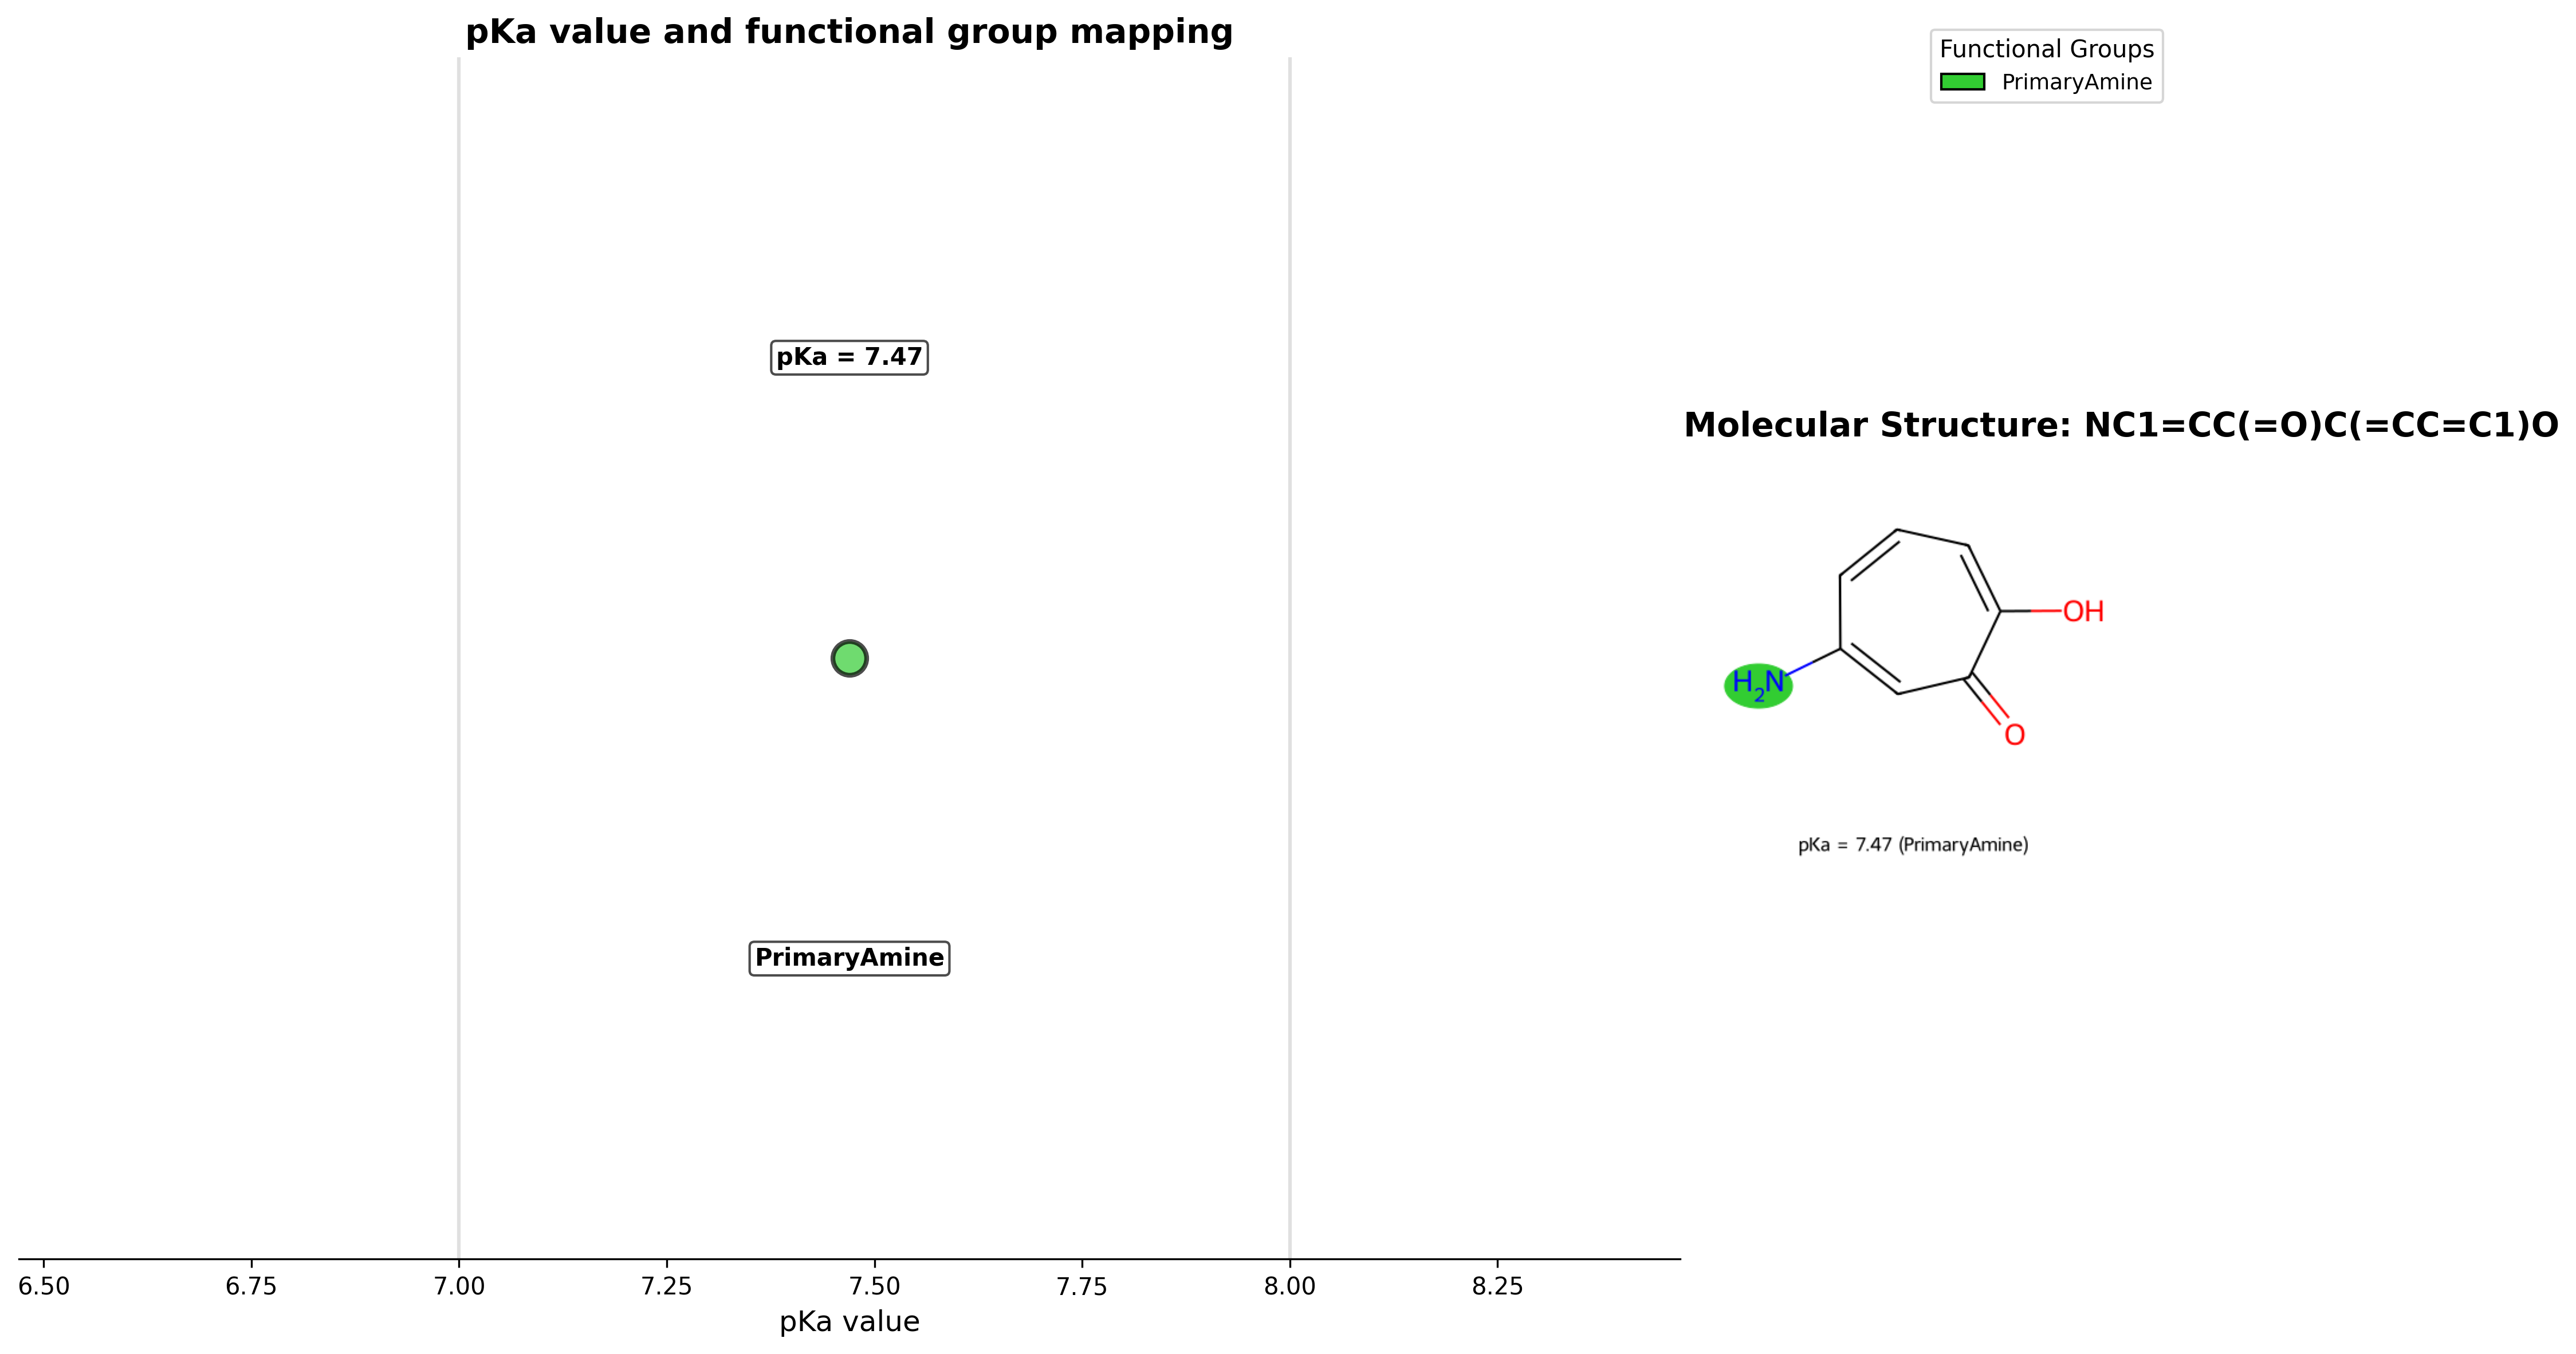 pKa value and functional group mapping
pKa = 7.47
PrimaryAmine
6.50 6.75 7.00 7.25 7.50 7.75 8.00 8.25
pKa value
Functional Groups
PrimaryAmine
Molecular Structure: NC1=CC(=O)C(=CC=C1)O
OH
H2N
O
pKa = 7.47 (PrimaryAmine)